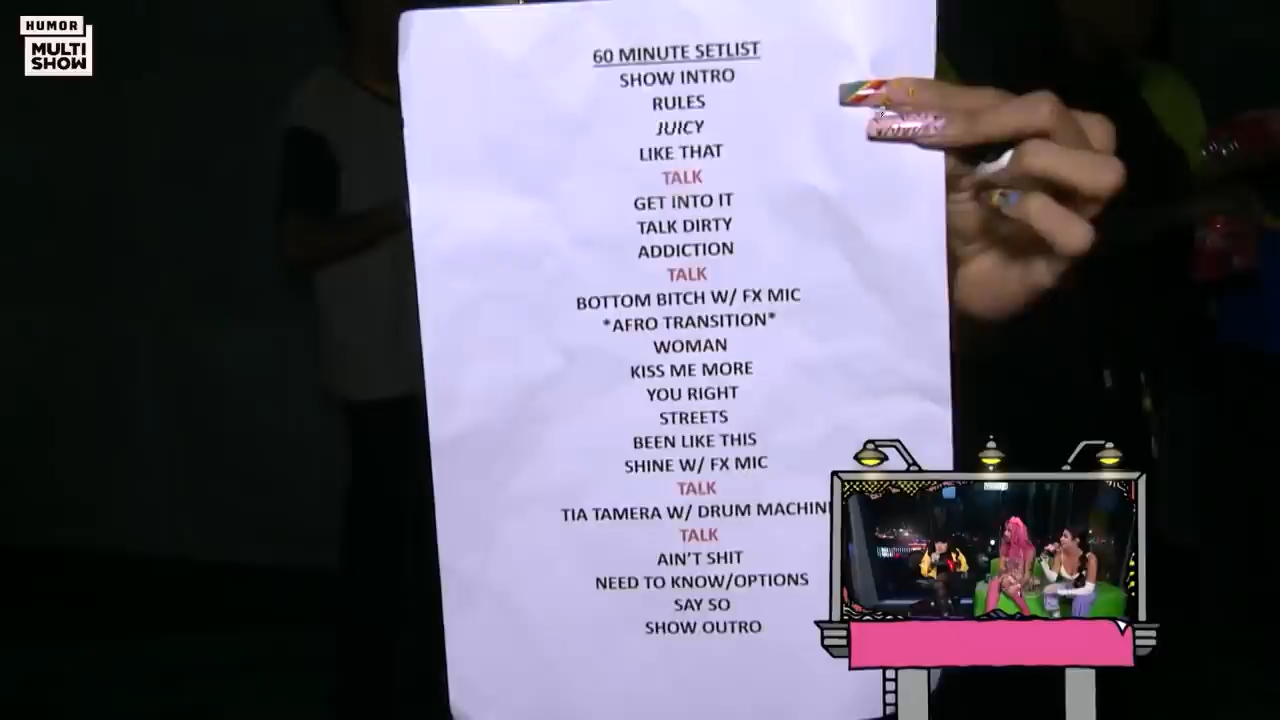 HUMOR
MULTI
SHOW
60 MINUTE SETLIST
SHOW INTRO
RULES
JUICY
LIKE THAT
TALK
GET INTO IT
TALK DIRTY
ADDICTION
TALK
BOTTOM BITCH W/ FX MIC
*AFRO TRANSITION*
WOMAN
KISS ME MORE
YOU RIGHT
STREETS
BEEN LIKE THIS
SHINE W/ FX MIC
TALK
TIA TAMERA W/ DRUM MACHIN
TALK
AIN'T SHIT
NEED TO KNOW/OPTIONS
SAY SO
SHOW OUTRO